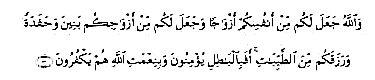 وَٱللَّهُ جَعَلَ لَكُم مِّنْ أَنفُسِكُمْ أَزْوَٰجًا وَجَعَلَ لَكُم مِّنْ أَزْوَٰجِكُم بَنِينَ وَحَفَدَةً
وَرَزَقَكُم مِّنَ ٱلطَّيِّبَٰتِ ۚ أَفَبِٱلْبَٰطِلِ يُؤْمِنُونَ وَبِنِعْمَتِ ٱللَّهِ هُمْ يَكْفُرُونَ